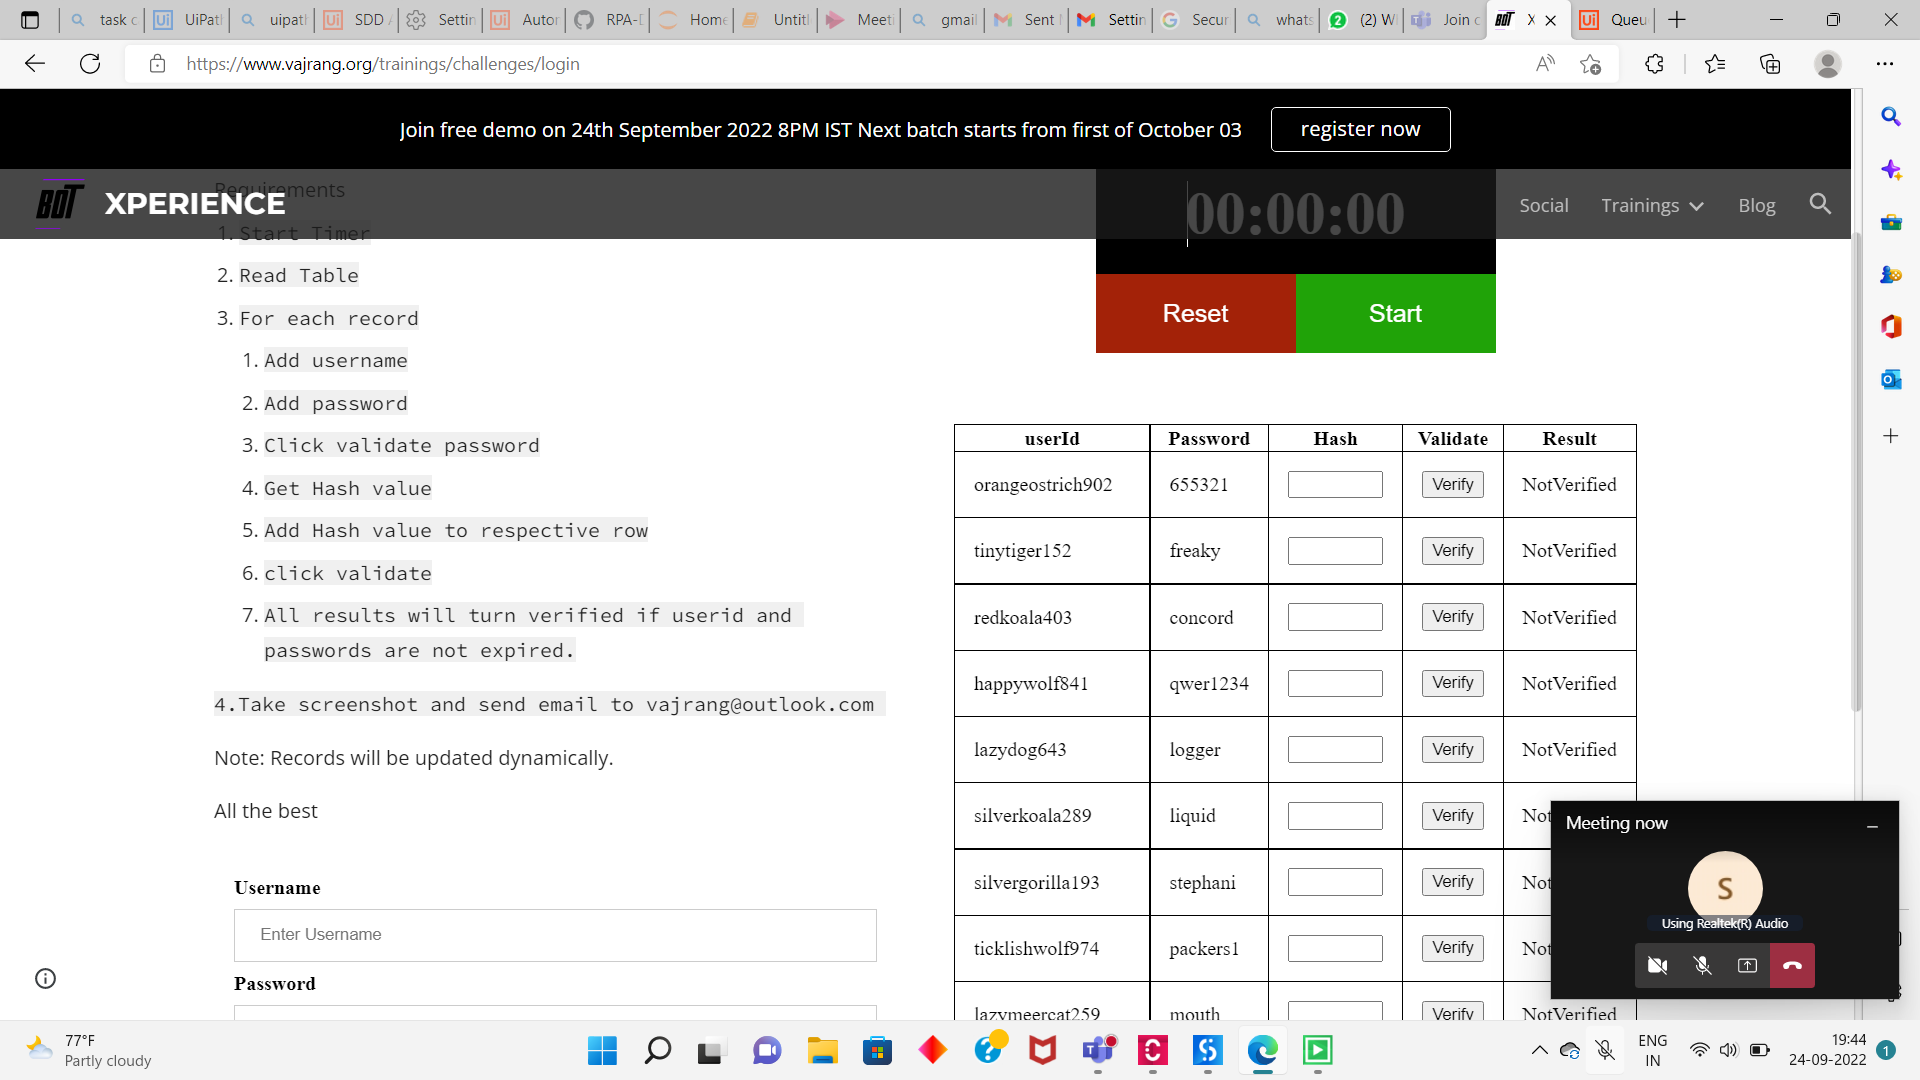 task c
UiPat
uipat
SDD
Settin
Autor
RPA-
Home
Untitl
Meeti
gmail
Sent
Settin
Secur
whats
(2) W
Join c
Queu
https://www.vajrang.org/trainings/challenges/login
Join free demo on 24th September 2022 8PM IST Next batch starts from first of October 03
register now
BOT XPERIENCE
Social
Trainings
Blog
Requirements
1. Start Timer
2. Read Table
3. For each record
1. Add username
2. Add password
3. Click validate password
4. Get Hash value
5. Add Hash value to respective row
6. click validate
7. All results will turn verified if userid and
passwords are not expired.
4.Take screenshot and send email to vajrang@outlook.com
Note: Records will be updated dynamically.
All the best
Username
Enter Username
Password
00:00:00
Reset
Start
userId Password Hash Validate Result
orangeostrich902 655321 Verify NotVerified
tinytiger152 freaky Verify NotVerified
redkoala403 concord Verify NotVerified
happywolf841 qwer1234 Verify NotVerified
lazydog643 logger Verify NotVerified
silverkoala289 liquid Verify Not
silvergorilla193 stephani Verify Not
ticklishwolf974 packers1 Verify Not
lazymeercat259 mouth Verify NotVerified
Meeting now
S
Using Realtek(R) Audio
77°F
Partly cloudy
ENG
IN
19:44
24-09-2022
1